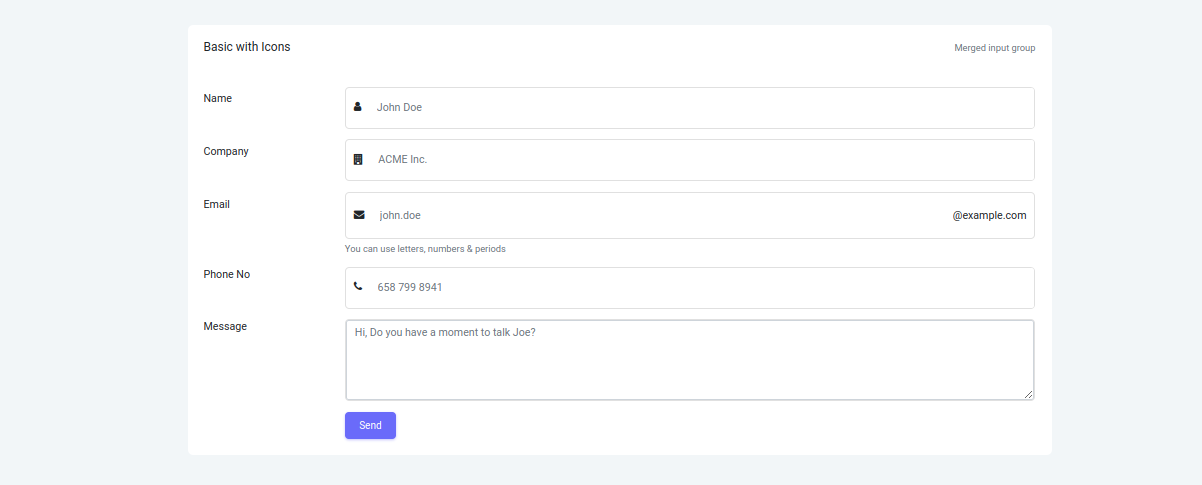 Basic with Icons
Merged input group
Name
John Doe
Company
ACME Inc.
Email
john.doe
@example.com
You can use letters, numbers & periods
Phone No
658 799 8941
Message
Hi, Do you have a moment to talk Joe?
Send